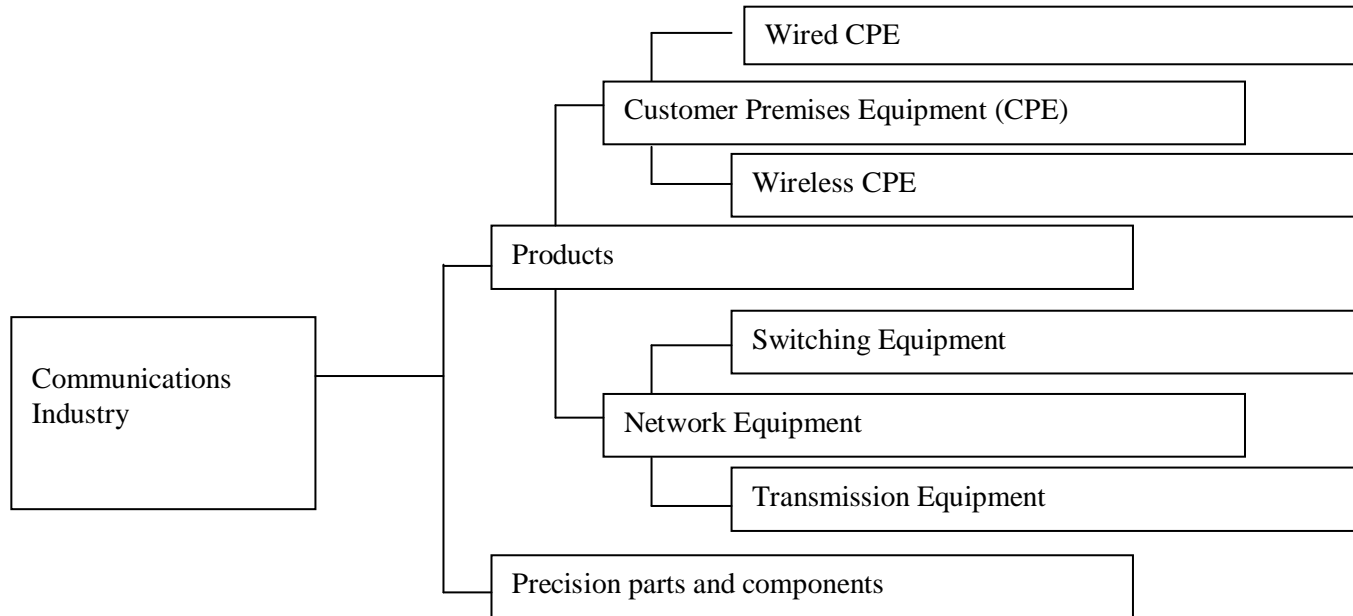 Wired CPE
Customer Premises Equipment (CPE)
Wireless CPE
Products
Switching Equipment
Communications
Industry
Network Equipment
Transmission Equipment
Precision parts and components